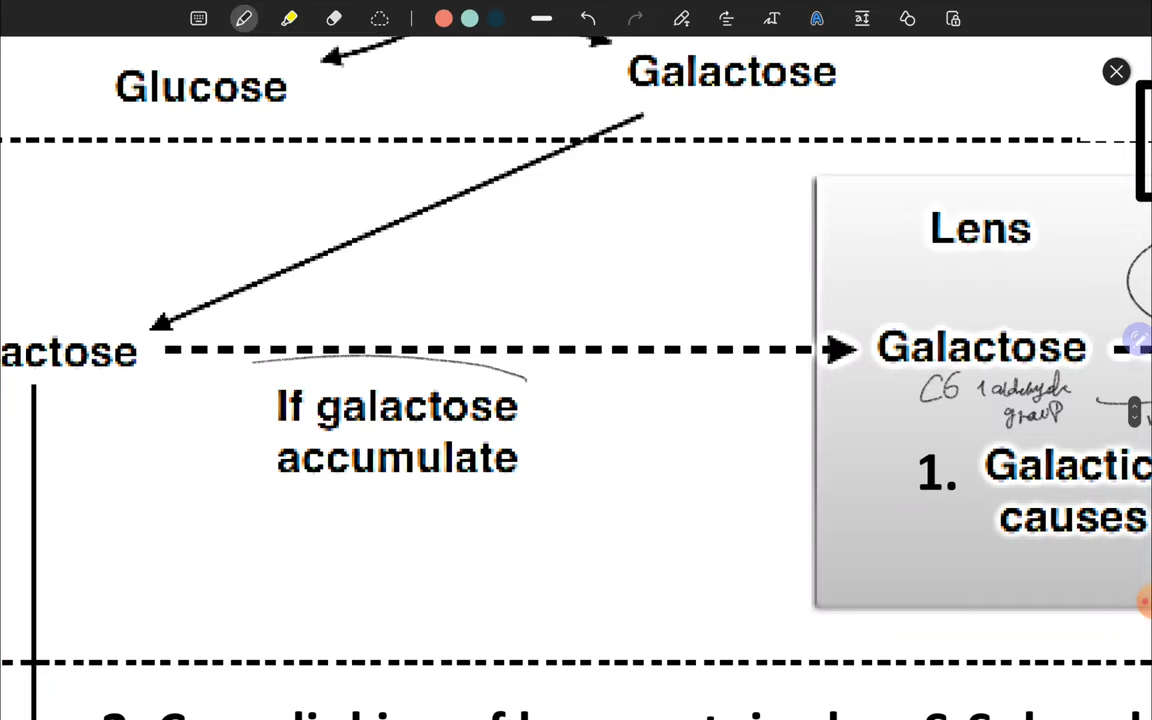 Glucose
Galactose
Lens
actose
Galactose
C6 1 aldehyde
group
If galactose
accumulate
1. Galactic
causes